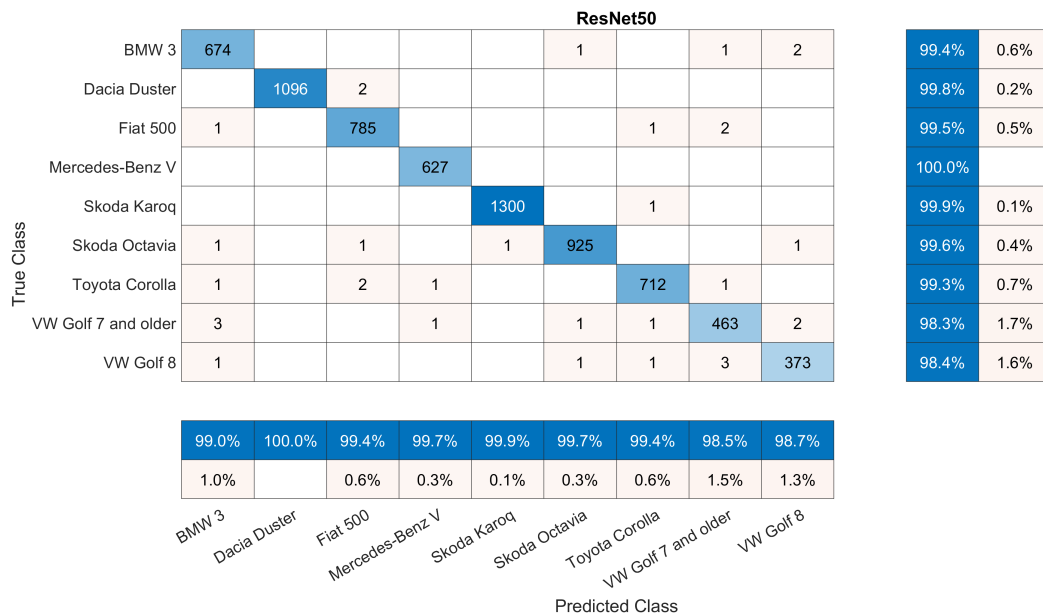 ResNet50
BMW 3 674 1 1 2 99.4% 0.6%
Dacia Duster 1096 2 99.8% 0.2%
Fiat 500 1 785 1 2 99.5% 0.5%
Mercedes-Benz V 627 100.0%
Skoda Karoq 1300 1 99.9% 0.1%
Skoda Octavia 1 1 1 925 1 99.6% 0.4%
Toyota Corolla 1 2 1 712 1 99.3% 0.7%
VW Golf 7 and older 3 1 1 1 463 2 98.3% 1.7%
VW Golf 8 1 1 1 3 373 98.4% 1.6%
True Class
99.0% 100.0% 99.4% 99.7% 99.9% 99.7% 99.4% 98.5% 98.7%
1.0% 0.6% 0.3% 0.1% 0.3% 0.6% 1.5% 1.3%
BMW 3 Dacia Duster Fiat 500 Mercedes-Benz V Skoda Karoq Skoda Octavia Toyota Corolla VW Golf 7 and older VW Golf 8
Predicted Class